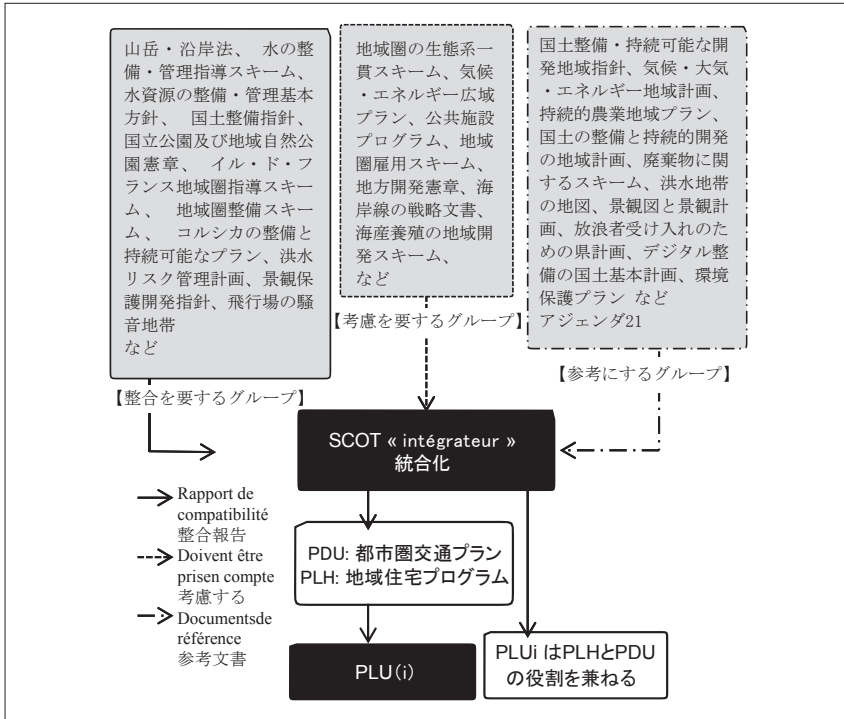 山岳・沿岸法、 水の整
備・管理指導スキーム、
水資源の整備・管理基本
方針、 国土整備指針、
国立公園及び地域自然公
園憲章、 イル・ド・フ
ランス地域圏指導スキー
ム、 地域圏整備スキー
ム、 コルシカの整備と
持続可能なプラン、洪水
リスク管理計画、景観保
護開発指針、飛行場の騒
音地帯
など
【整合を要するグループ】
地域圏の生態系一
貫スキーム、気候
・エネルギー広域
プラン、公共施設
プログラム、地域
圏雇用スキーム、
地方開発憲章、海
岸線の戦略文書、
海産養殖の地域開
発スキーム、
など
【考慮を要するグループ】
国土整備・持続可能な開
発地域指針、気候・大気
・エネルギー地域計画、
持続的農業地域プラン、
国土の整備と持続的開発
の地域計画、廃棄物に関
するスキーム、洪水地帯
の地図、景観図と景観計
画、放浪者受け入れのた
めの県計画、デジタル整
備の国土基本計画、環境
保護プラン など
アジェンダ21
【参考にするグループ】
SCOT « intégrateur »
統合化
Rapport de
compatibilité
整合報告
Doivent être
prisen compte
考慮する
Documentsde
référence
参考文書
PDU: 都市圏交通プラン
PLH: 地域住宅プログラム
PLU(i)
PLUi はPLHとPDU
の役割を兼ねる